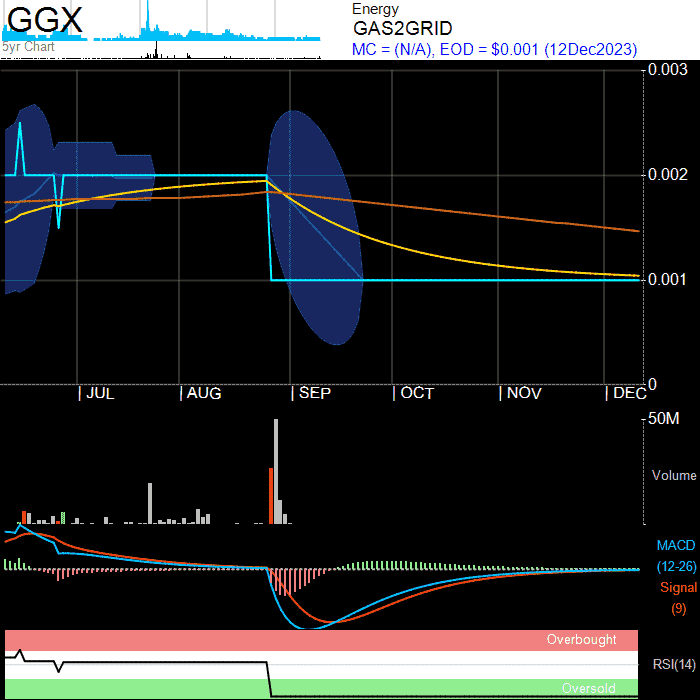 GGX
5yr Chart
Energy
GAS2GRID
MC = (N/A), EOD = $0.001 (12Dec2023)
0.003
0.002
0.001
0
| JUL | AUG | SEP | OCT | NOV | DEC
50M
Volume
MACD
(12-26)
Signal
(9)
Overbought
RSI(14)
Oversold